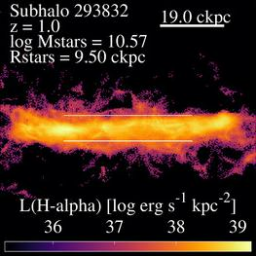 Subhalo 293832
19.0 ckpc
z = 1.0
log Mstars = 10.57
Rstars = 9.50 ckpc
L(H-alpha) [log erg s⁻¹ kpc⁻²]
36 37 38 39